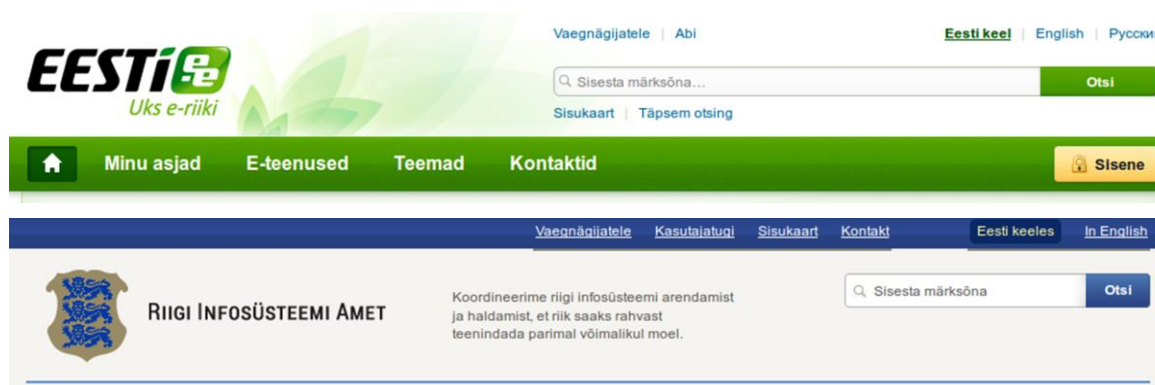 Vaegnägijatele | Abi
Eesti keel | English | Русски
EESTi.ee
Uks e-riiki
Sisesta märksõna...
Otsi
Sisukaart | Täpsem otsing
Minu asjad E-teenused Teemad Kontaktid
Sisene
Vaegnägijatele Kasutajatugi Sisukaart Kontakt
Eesti keeles In English
RIIGI INFOSÜSTEEMI AMET
Koordineerime riigi infosüsteemi arendamist
ja haldamist, et riik saaks rahvast
teenindada parimal võimalikul moel.
Sisesta märksõna
Otsi